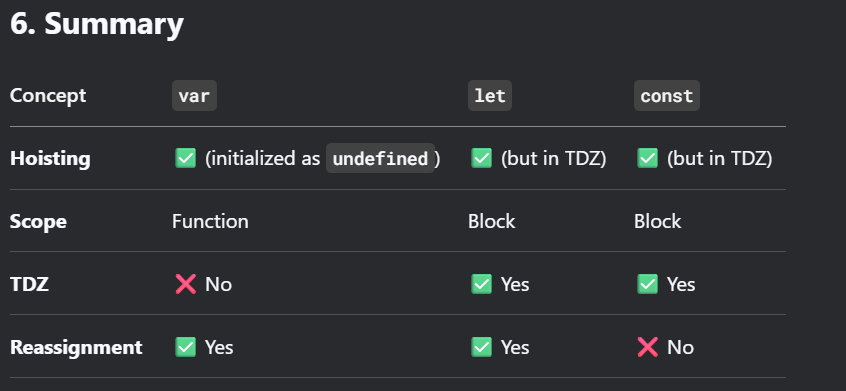 6. Summary
Concept var let const
Hoisting ✅ (initialized as undefined) ✅ (but in TDZ) ✅ (but in TDZ)
Scope Function Block Block
TDZ ❌ No ✅ Yes ✅ Yes
Reassignment ✅ Yes ✅ Yes ❌ No